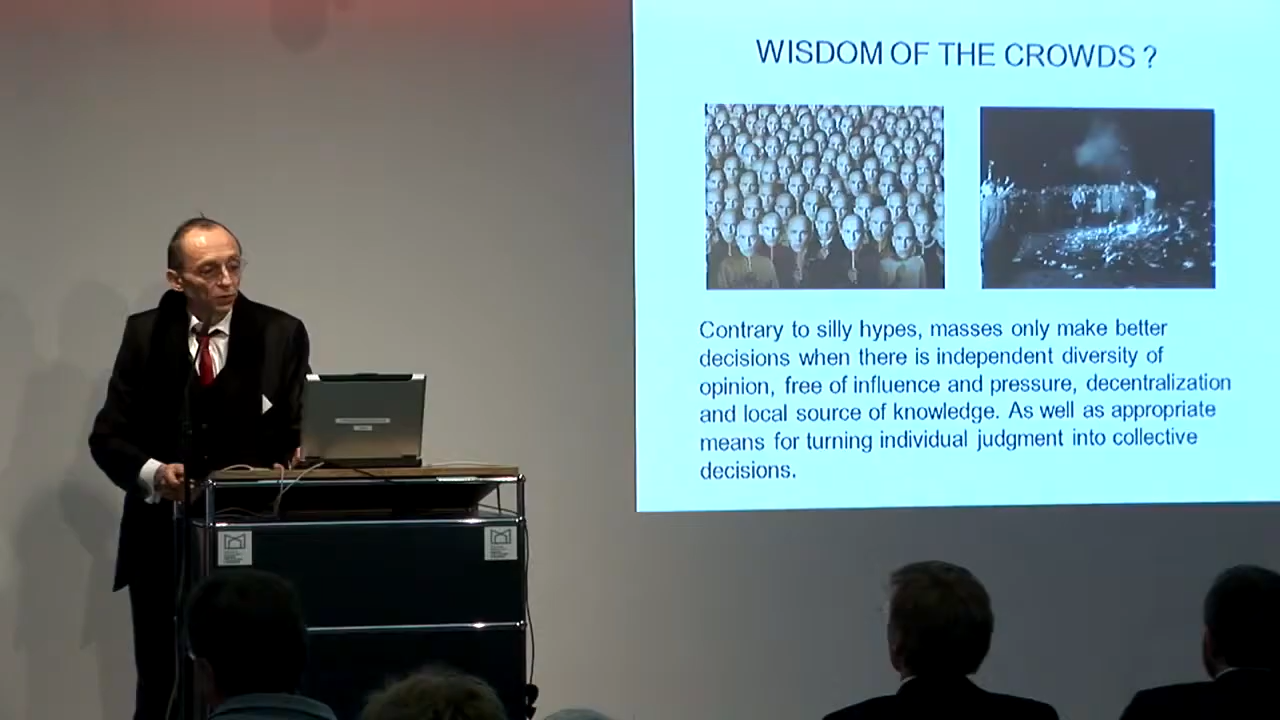 WISDOM OF THE CROWDS ?
Contrary to silly hypes, masses only make better
decisions when there is independent diversity of
opinion, free of influence and pressure, decentralization
and local source of knowledge. As well as appropriate
means for turning individual judgment into collective
decisions.